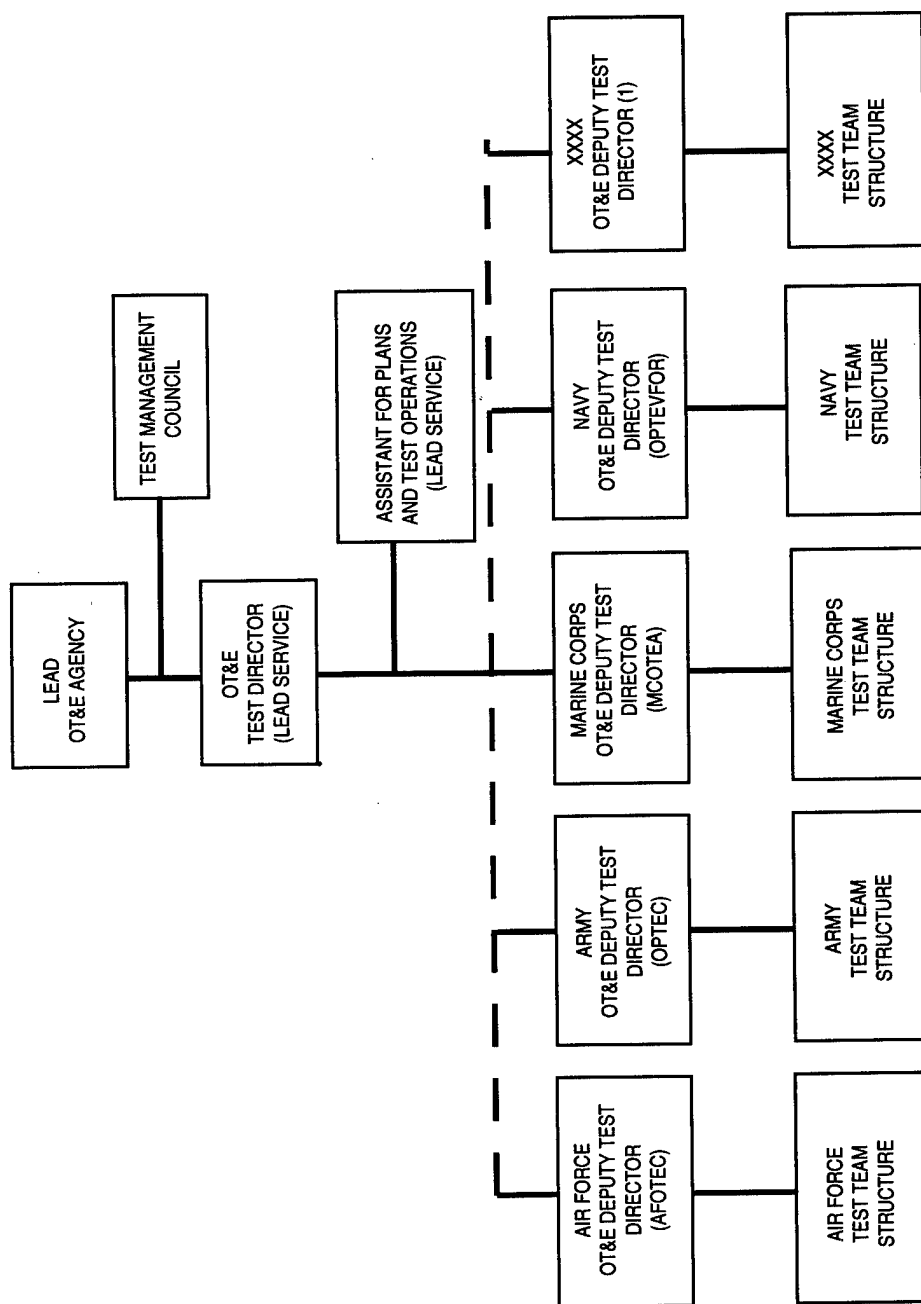 LEAD
OT&E AGENCY
TEST MANAGEMENT
COUNCIL
OT&E
TEST DIRECTOR
(LEAD SERVICE)
ASSISTANT FOR PLANS
AND TEST OPERATIONS
(LEAD SERVICE)
AIR FORCE
OT&E DEPUTY TEST
DIRECTOR
(AFOTEC)
ARMY
OT&E DEPUTY TEST
DIRECTOR
(OPTEC)
MARINE CORPS
OT&E DEPUTY TEST
DIRECTOR
(MCOTEA)
NAVY
OT&E DEPUTY TEST
DIRECTOR
(OPTEVFOR)
XXXX
OT&E DEPUTY TEST
DIRECTOR (1)
AIR FORCE
TEST TEAM
STRUCTURE
ARMY
TEST TEAM
STRUCTURE
MARINE CORPS
TEST TEAM
STRUCTURE
NAVY
TEST TEAM
STRUCTURE
XXXX
TEST TEAM
STRUCTURE